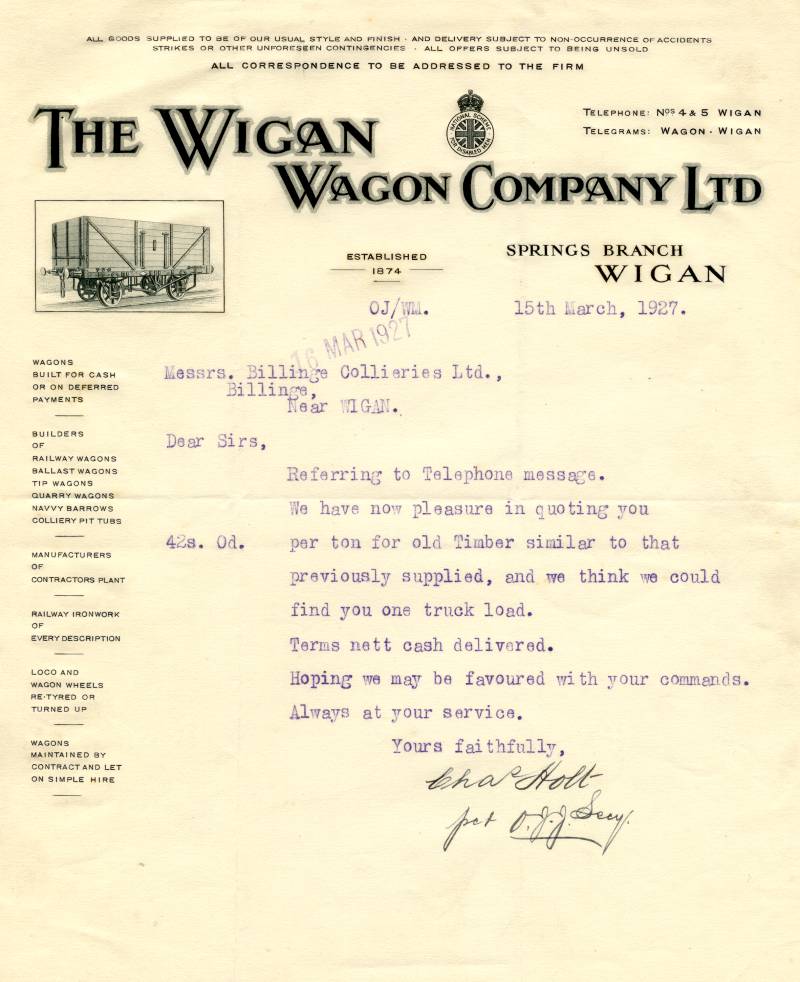 ALL GOODS SUPPLIED TO BE OF OUR USUAL STYLE AND FINISH · AND DELIVERY SUBJECT TO NON-OCCURRENCE OF ACCIDENTS
STRIKES OR OTHER UNFORESEEN CONTINGENCIES · ALL OFFERS SUBJECT TO BEING UNSOLD
ALL CORRESPONDENCE TO BE ADDRESSED TO THE FIRM
THE WIGAN
WAGON COMPANY LTD
NATIONAL SCHEME
FOR DISABLED MEN
TELEPHONE: Nos 4 & 5 WIGAN
TELEGRAMS: WAGON · WIGAN
ESTABLISHED
1874
SPRINGS BRANCH
WIGAN
OJ/WM. 15th March, 1927.
16 MAR 1927
Messrs. Billinge Collieries Ltd.,
Billinge,
Near WIGAN.
Dear Sirs,
Referring to Telephone message.
We have now pleasure in quoting you
42s. 0d. per ton for old Timber similar to that
previously supplied, and we think we could
find you one truck load.
Terms nett cash delivered.
Hoping we may be favoured with your commands.
Always at your service.
Yours faithfully,
Chas Holt
per O.J.J. Secy.
WAGONS
BUILT FOR CASH
OR ON DEFERRED
PAYMENTS
BUILDERS
OF
RAILWAY WAGONS
BALLAST WAGONS
TIP WAGONS
QUARRY WAGONS
NAVVY BARROWS
COLLIERY PIT TUBS
MANUFACTURERS
OF
CONTRACTORS PLANT
RAILWAY IRONWORK
OF
EVERY DESCRIPTION
LOCO AND
WAGON WHEELS
RE-TYRED OR
TURNED UP
WAGONS
MAINTAINED BY
CONTRACT AND LET
ON SIMPLE HIRE